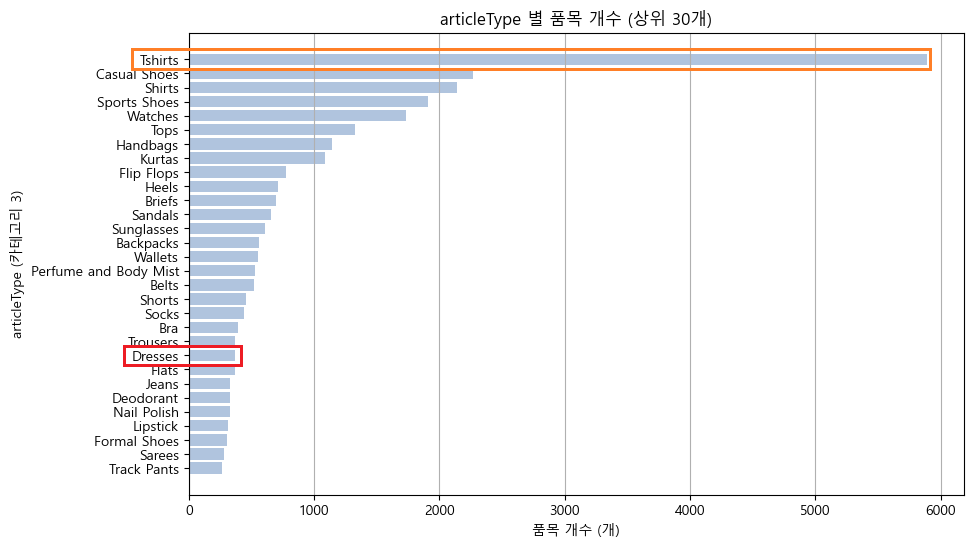 articleType 별 품목 개수 (상위 30개)
articleType (카테고리 3)
Tshirts
Casual Shoes
Shirts
Sports Shoes
Watches
Tops
Handbags
Kurtas
Flip Flops
Heels
Briefs
Sandals
Sunglasses
Backpacks
Wallets
Perfume and Body Mist
Belts
Shorts
Socks
Bra
Trousers
Dresses
Flats
Jeans
Deodorant
Nail Polish
Lipstick
Formal Shoes
Sarees
Track Pants
0 1000 2000 3000 4000 5000 6000
품목 개수 (개)